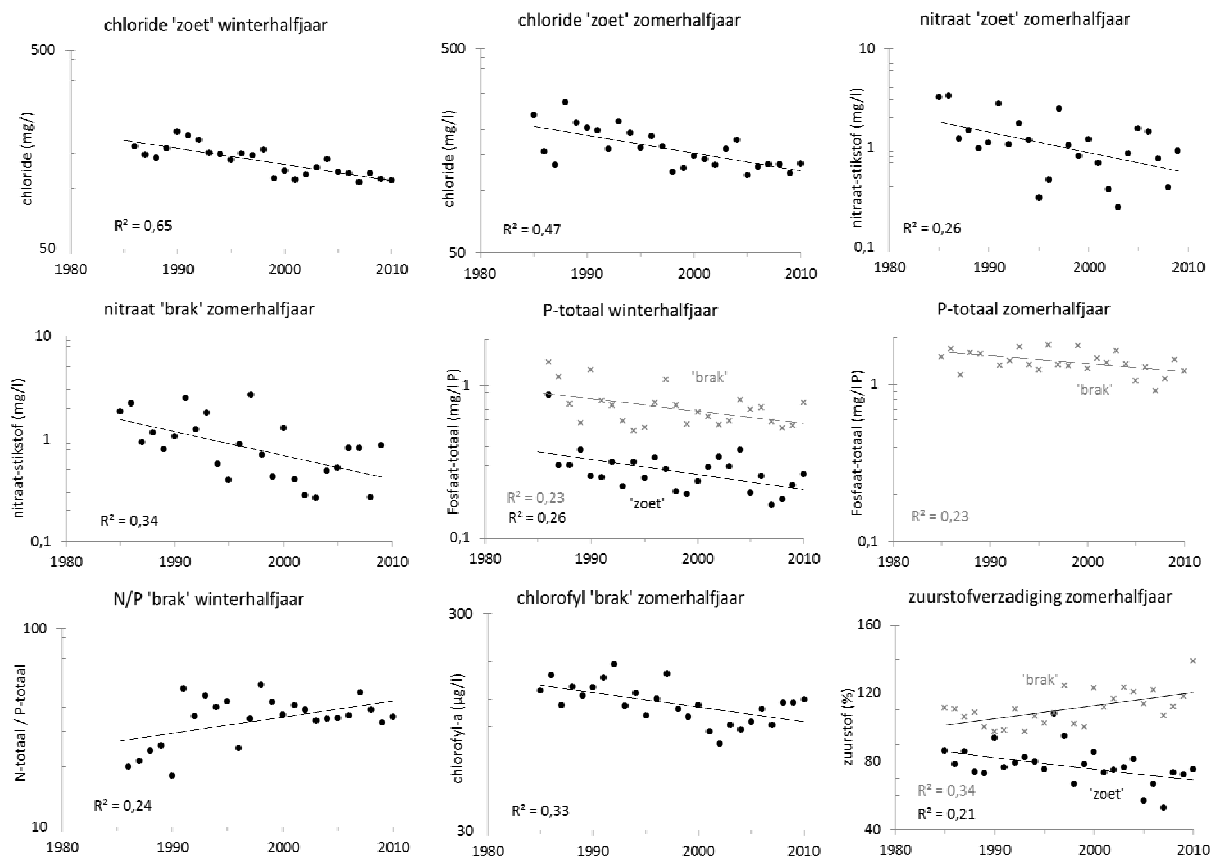 chloride 'zoet' winterhalfjaar
500
chloride (mg/)
50
R² = 0,65
1980 1990 2000 2010
chloride 'zoet' zomerhalfjaar
500
chloride (mg/l)
50
R² = 0,47
1980 1990 2000 2010
nitraat 'zoet' zomerhalfjaar
10
nitraat-stikstof (mg/l)
1
0,1
R² = 0,26
1980 1990 2000 2010
nitraat 'brak' zomerhalfjaar
10
nitraat-stikstof (mg/l)
1
0,1
R² = 0,34
1980 1990 2000 2010
P-totaal winterhalfjaar
Fosfaat-totaal (mg/l P)
1
0,1
'brak'
'zoet'
R² = 0,23
R² = 0,26
1980 1990 2000 2010
P-totaal zomerhalfjaar
Fosfaat-totaal (mg/l P)
1
0,1
'brak'
R² = 0,23
1980 1990 2000 2010
N/P 'brak' winterhalfjaar
100
N-totaal / P-totaal
10
R² = 0,24
1980 1990 2000 2010
chlorofyl 'brak' zomerhalfjaar
300
chlorofyl-a (µg/l)
30
R² = 0,33
1980 1990 2000 2010
zuurstofverzadiging zomerhalfjaar
160
120
zuurstof (%)
80
40
'brak'
'zoet'
R² = 0,34
R² = 0,21
1980 1990 2000 2010